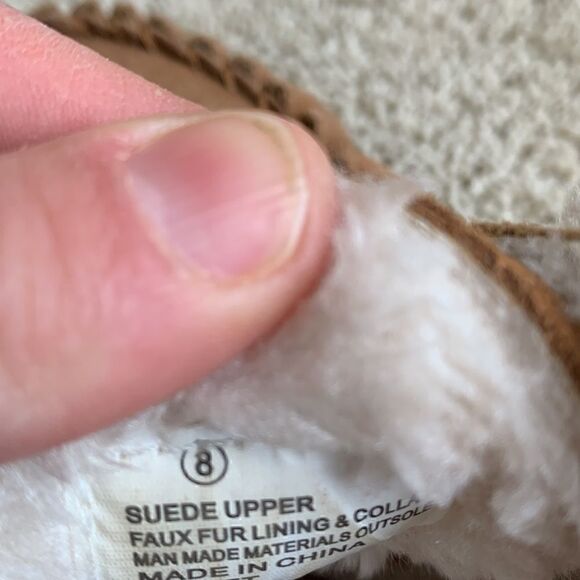 8
SUEDE UPPER
FAUX FUR LINING & COLLA
MAN MADE MATERIALS OUTSOLE
MADE IN CHINA